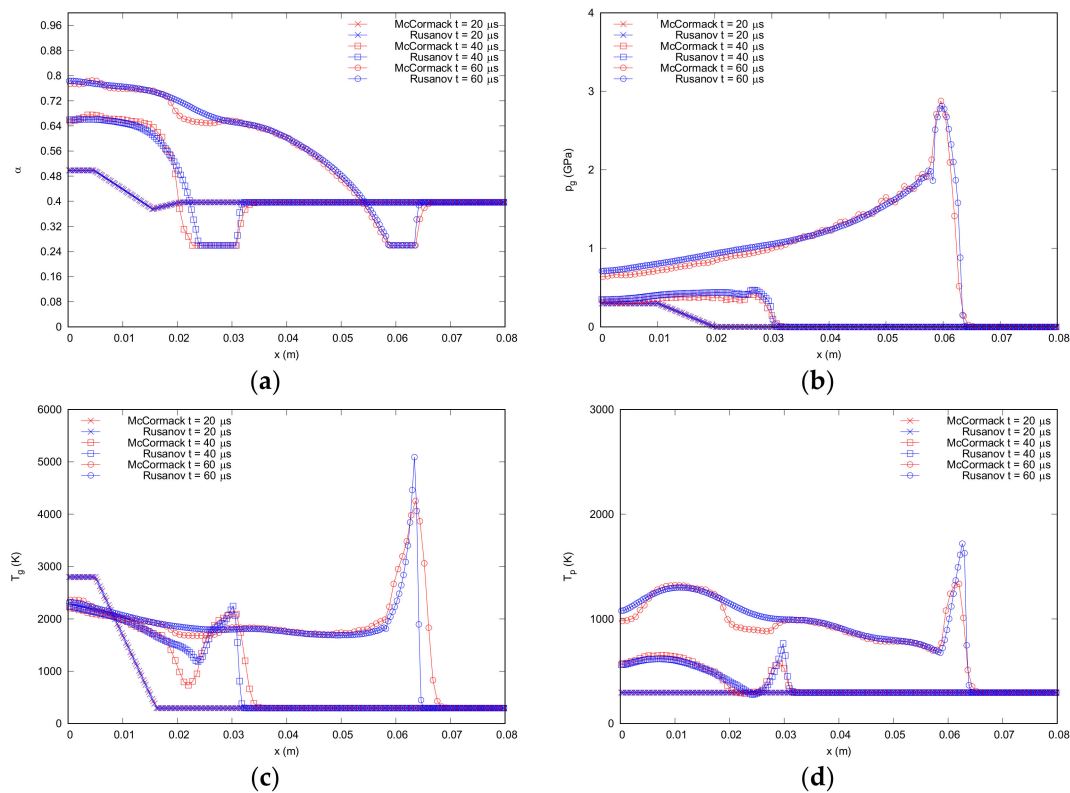 0.96
0.88
0.8
0.72
0.64
0.56
0.48
0.4
0.32
0.24
0.16
0.08
0
α
0 0.01 0.02 0.03 0.04 0.05 0.06 0.07 0.08
x (m)
McCormack t = 20 μs
Rusanov t = 20 μs
McCormack t = 40 μs
Rusanov t = 40 μs
McCormack t = 60 μs
Rusanov t = 60 μs
(a)
4
3
2
1
0
pg (GPa)
0 0.01 0.02 0.03 0.04 0.05 0.06 0.07 0.08
x (m)
McCormack t = 20 μs
Rusanov t = 20 μs
McCormack t = 40 μs
Rusanov t = 40 μs
McCormack t = 60 μs
Rusanov t = 60 μs
(b)
6000
5000
4000
3000
2000
1000
0
Tg (K)
0 0.01 0.02 0.03 0.04 0.05 0.06 0.07 0.08
x (m)
McCormack t = 20 μs
Rusanov t = 20 μs
McCormack t = 40 μs
Rusanov t = 40 μs
McCormack t = 60 μs
Rusanov t = 60 μs
(c)
3000
2000
1000
0
Tp (K)
0 0.01 0.02 0.03 0.04 0.05 0.06 0.07 0.08
x (m)
McCormack t = 20 μs
Rusanov t = 20 μs
McCormack t = 40 μs
Rusanov t = 40 μs
McCormack t = 60 μs
Rusanov t = 60 μs
(d)